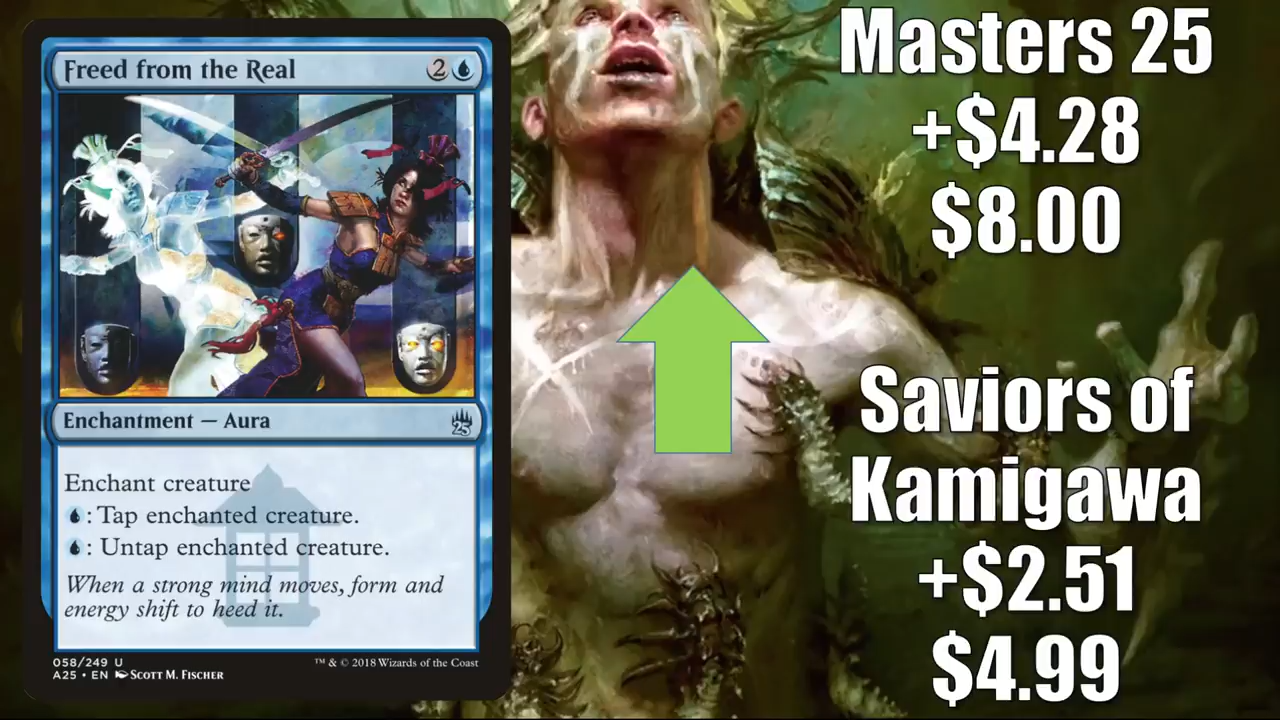 Freed from the Real
2
Enchantment — Aura
25
Enchant creature
: Tap enchanted creature.
: Untap enchanted creature.
When a strong mind moves, form and
energy shift to heed it.
058/249 U
A25 • EN Scott M. Fischer
™ & © 2018 Wizards of the Coast
Masters 25
+$4.28
$8.00
Saviors of
Kamigawa
+$2.51
$4.99